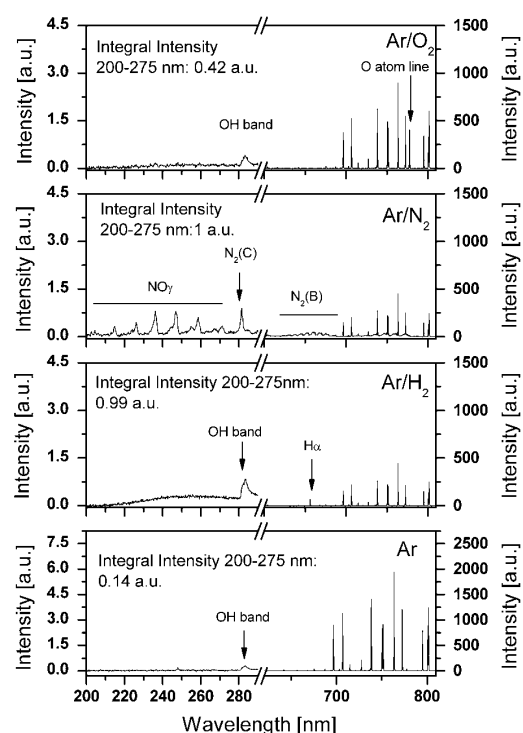 4.5
3.0
1.5
0.0
Intensity [a.u.]
Integral Intensity
200-275 nm: 0.42 a.u.
OH band
Ar/O₂
O atom line
1500
1000
500
0
Intensity [a.u.]
4.5
3.0
1.5
0.0
Intensity [a.u.]
Integral Intensity
200-275 nm:1 a.u.
NOγ
N₂(C)
N₂(B)
Ar/N₂
1500
1000
500
0
Intensity [a.u.]
4.5
3.0
1.5
0.0
Intensity [a.u.]
Integral Intensity 200-275nm:
0.99 a.u.
OH band
Hα
Ar/H₂
1500
1000
500
0
Intensity [a.u.]
7.5
6.0
4.5
3.0
1.5
0.0
Intensity [a.u.]
Integral Intensity 200-275 nm:
0.14 a.u.
OH band
Ar
2500
2000
1500
1000
500
0
Intensity [a.u.]
200 220 240 260 280 700 800
Wavelength [nm]